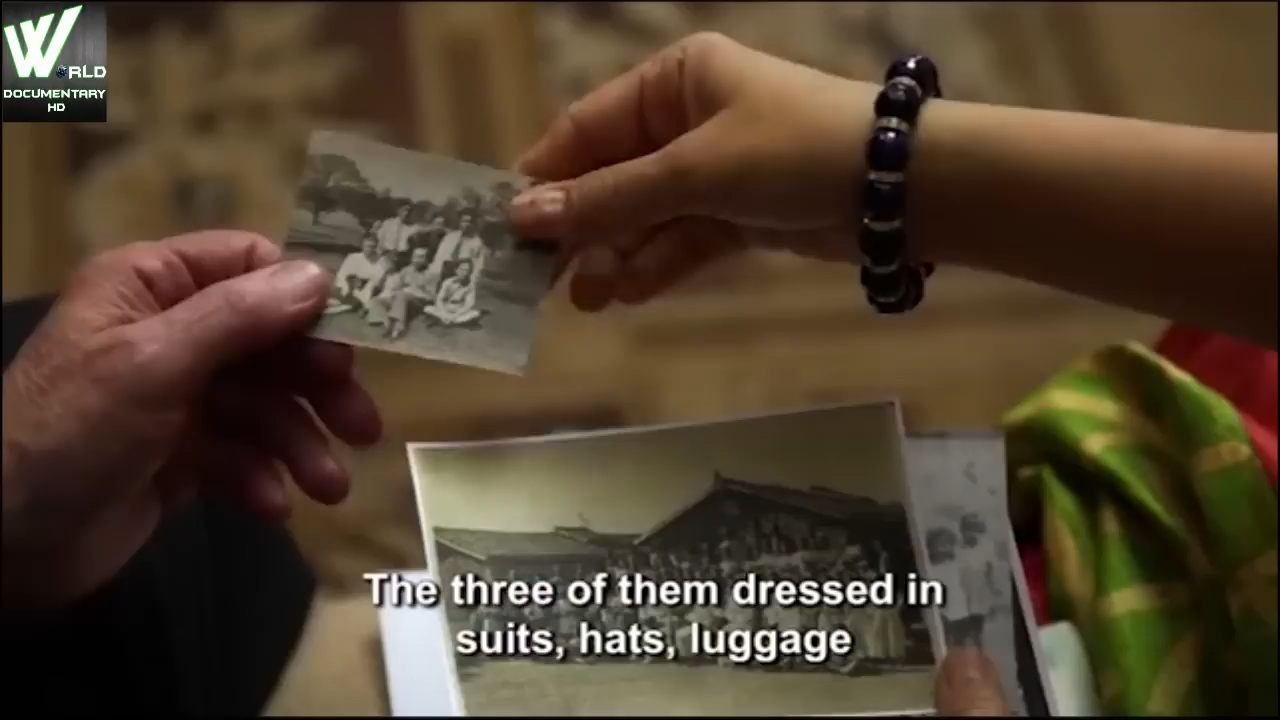 WORLD
DOCUMENTARY
HD
The three of them dressed in
suits, hats, luggage